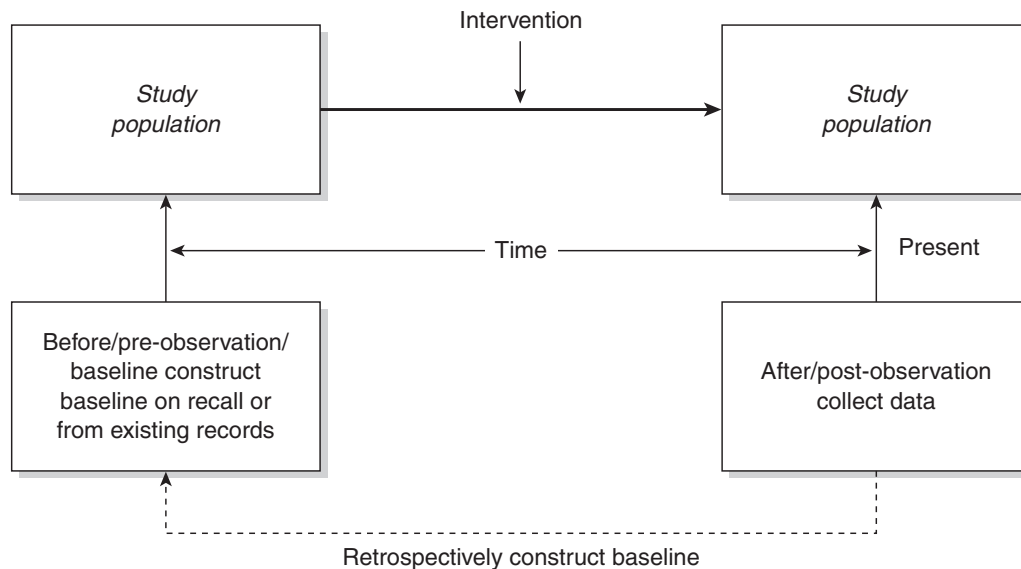 Intervention
Study
population
Study
population
Time
Present
Before/pre-observation/
baseline construct
baseline on recall or
from existing records
After/post-observation
collect data
Retrospectively construct baseline